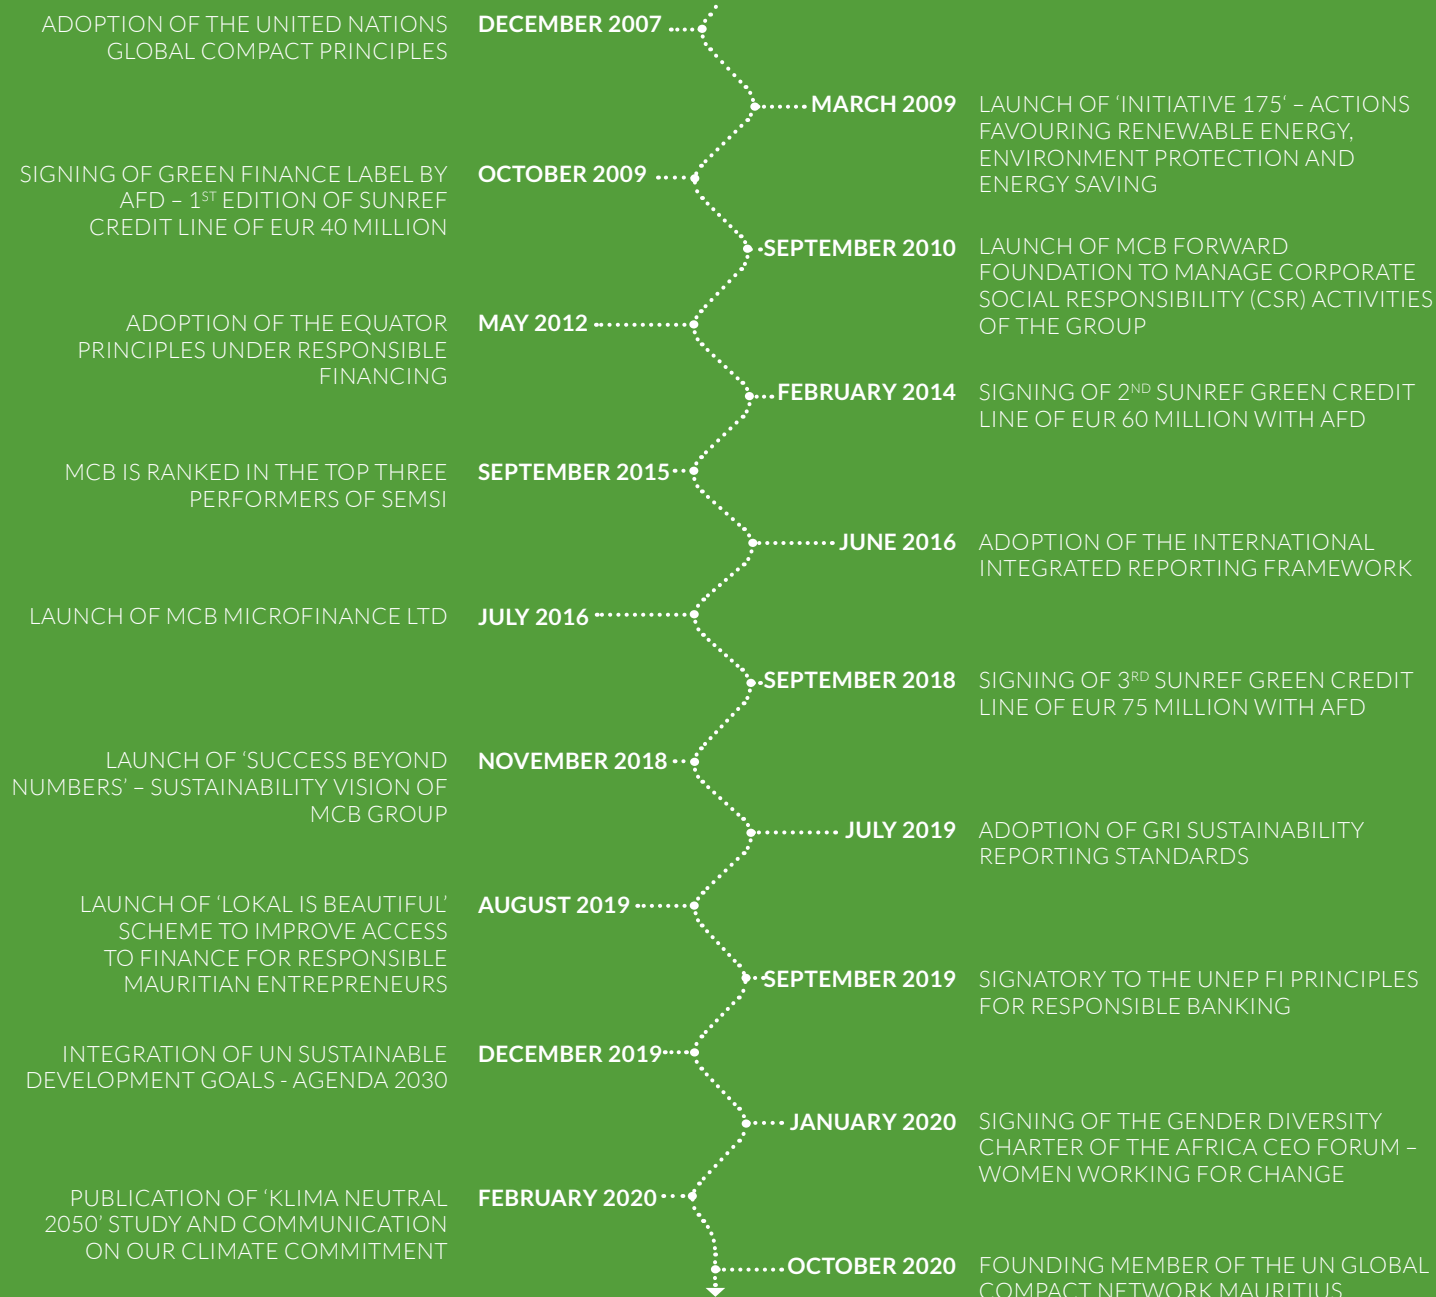 DECEMBER 2007
ADOPTION OF THE UNITED NATIONS
GLOBAL COMPACT PRINCIPLES
MARCH 2009
LAUNCH OF ‘INITIATIVE 175‘ – ACTIONS
FAVOURING RENEWABLE ENERGY,
ENVIRONMENT PROTECTION AND
ENERGY SAVING
OCTOBER 2009
SIGNING OF GREEN FINANCE LABEL BY
AFD – 1ST EDITION OF SUNREF
CREDIT LINE OF EUR 40 MILLION
SEPTEMBER 2010
LAUNCH OF MCB FORWARD
FOUNDATION TO MANAGE CORPORATE
SOCIAL RESPONSIBILITY (CSR) ACTIVITIES
OF THE GROUP
MAY 2012
ADOPTION OF THE EQUATOR
PRINCIPLES UNDER RESPONSIBLE
FINANCING
FEBRUARY 2014
SIGNING OF 2ND SUNREF GREEN CREDIT
LINE OF EUR 60 MILLION WITH AFD
SEPTEMBER 2015
MCB IS RANKED IN THE TOP THREE
PERFORMERS OF SEMSI
JUNE 2016
ADOPTION OF THE INTERNATIONAL
INTEGRATED REPORTING FRAMEWORK
JULY 2016
LAUNCH OF MCB MICROFINANCE LTD
SEPTEMBER 2018
SIGNING OF 3RD SUNREF GREEN CREDIT
LINE OF EUR 75 MILLION WITH AFD
NOVEMBER 2018
LAUNCH OF ‘SUCCESS BEYOND
NUMBERS’ – SUSTAINABILITY VISION OF
MCB GROUP
JULY 2019
ADOPTION OF GRI SUSTAINABILITY
REPORTING STANDARDS
AUGUST 2019
LAUNCH OF ‘LOKAL IS BEAUTIFUL’
SCHEME TO IMPROVE ACCESS
TO FINANCE FOR RESPONSIBLE
MAURITIAN ENTREPRENEURS
SEPTEMBER 2019
SIGNATORY TO THE UNEP FI PRINCIPLES
FOR RESPONSIBLE BANKING
DECEMBER 2019
INTEGRATION OF UN SUSTAINABLE
DEVELOPMENT GOALS - AGENDA 2030
JANUARY 2020
SIGNING OF THE GENDER DIVERSITY
CHARTER OF THE AFRICA CEO FORUM –
WOMEN WORKING FOR CHANGE
FEBRUARY 2020
PUBLICATION OF ‘KLIMA NEUTRAL
2050’ STUDY AND COMMUNICATION
ON OUR CLIMATE COMMITMENT
OCTOBER 2020
FOUNDING MEMBER OF THE UN GLOBAL
COMPACT NETWORK MAURITIUS